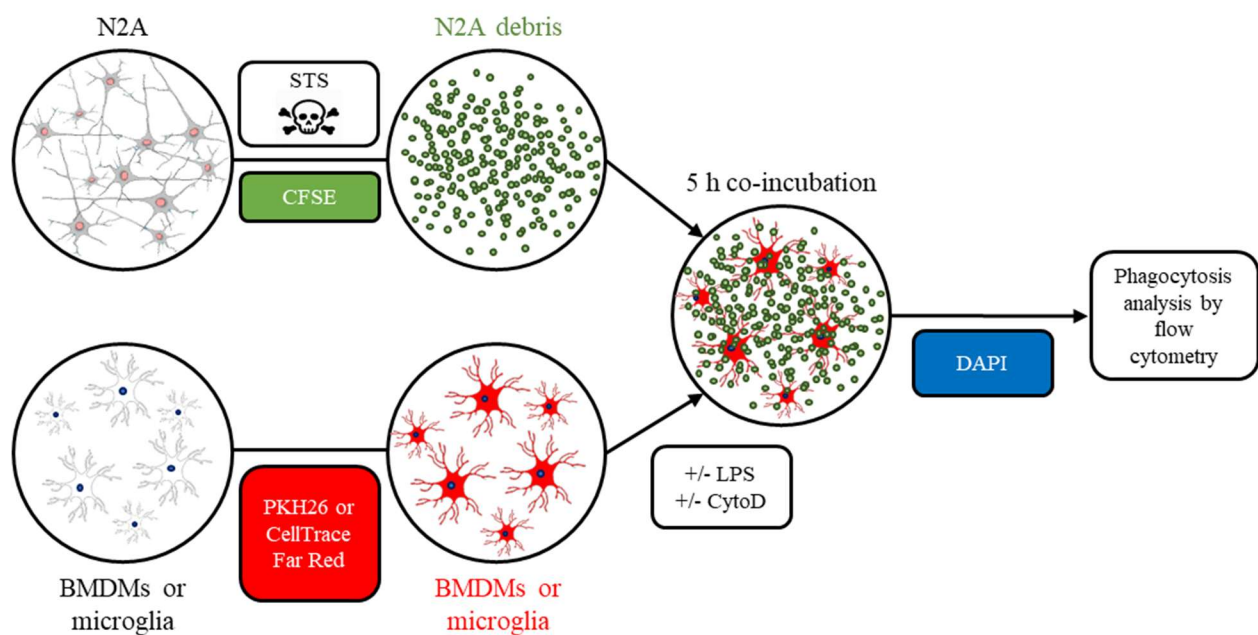 N2A
STS
CFSE
N2A debris
5 h co-incubation
BMDMs or
microglia
PKH26 or
CellTrace
Far Red
BMDMs or
microglia
+/- LPS
+/- CytoD
DAPI
Phagocytosis
analysis by
flow
cytometry